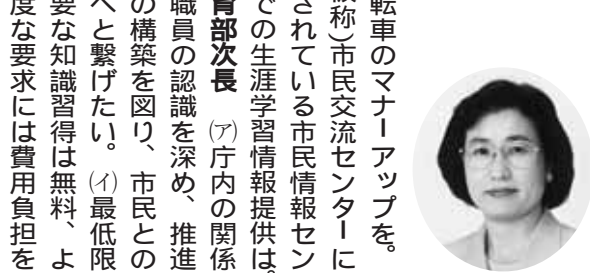 転車のマナーアップを。
仮称）市民交流センターに
されている市民情報セン
での生涯学習情報提供は。
育部次長　㈎庁内の関係
職員の認識を深め、推進
の構築を図り、市民との
へと繋げたい。(イ)最低限
要な知識習得は無料、よ
度な要求には費用負担を